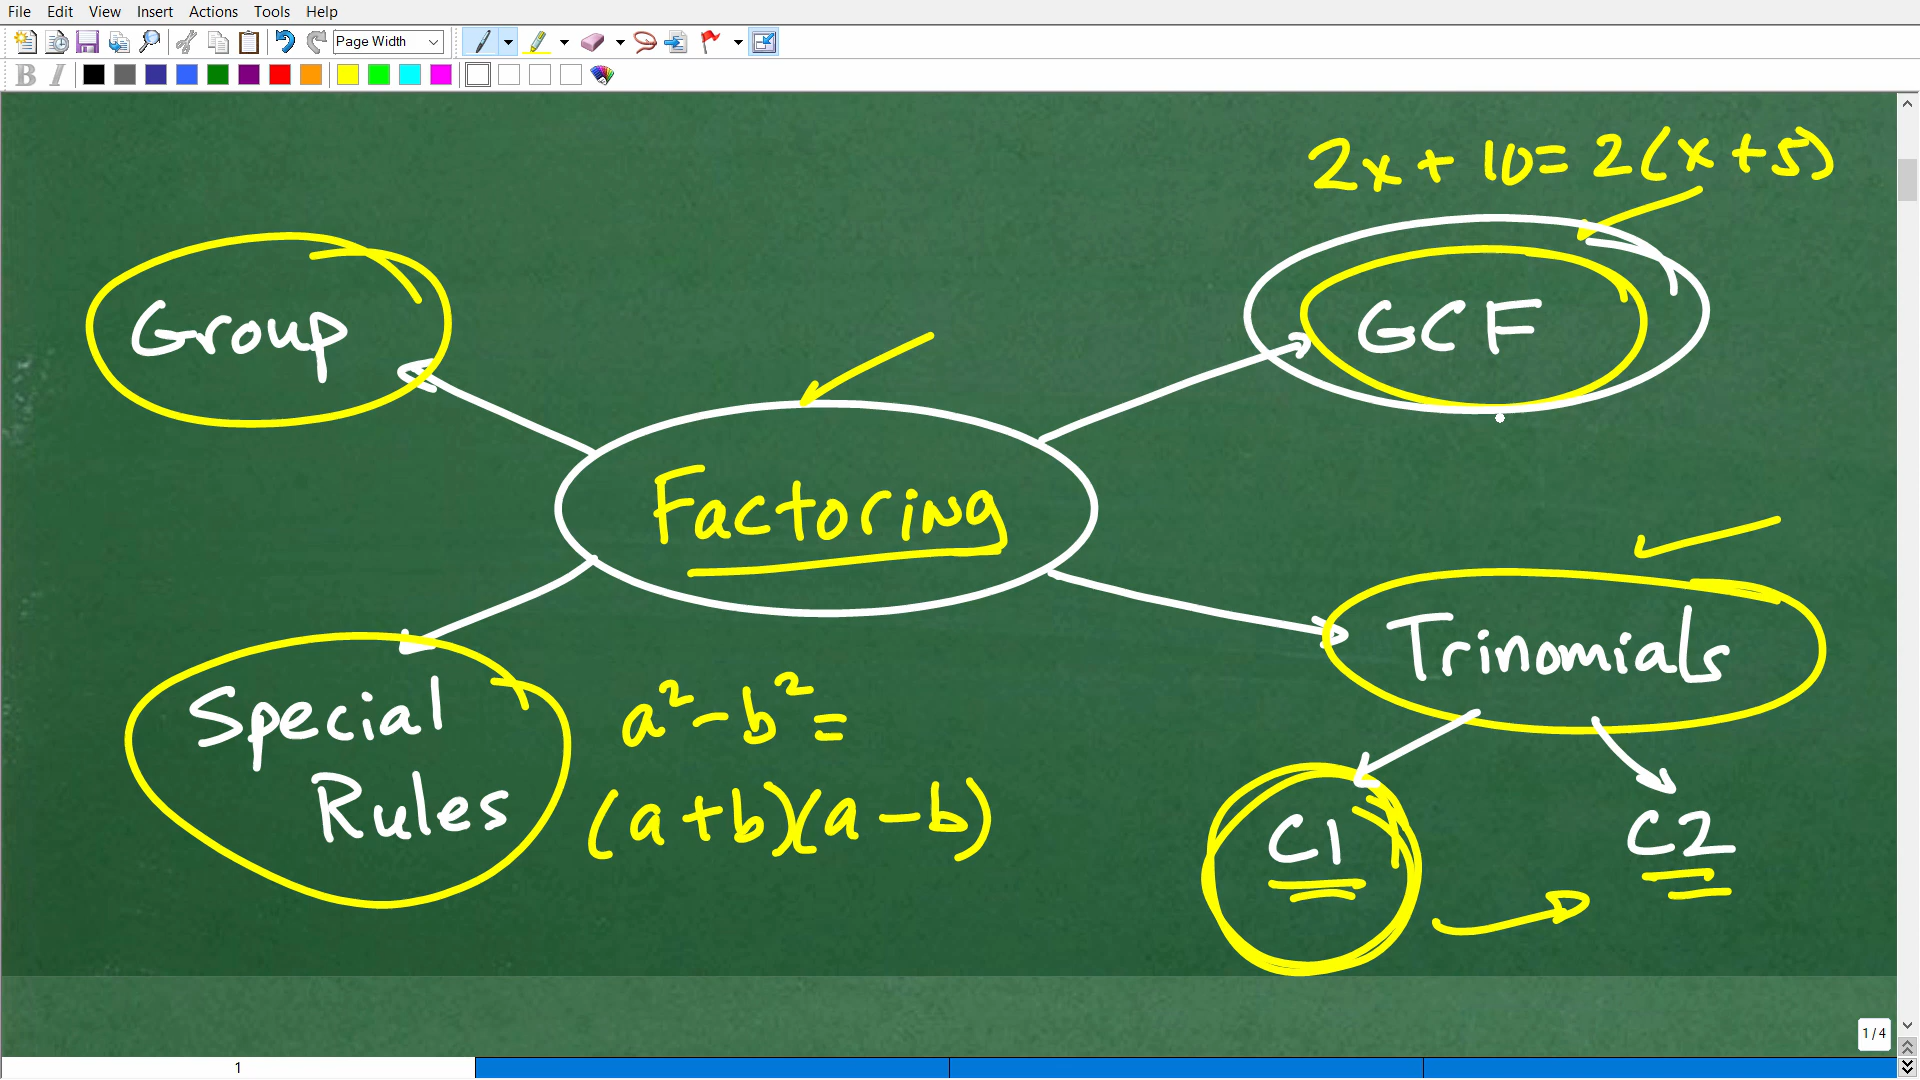 File Edit View Insert Actions Tools Help
Page Width
B I
2x + 10 = 2(x + 5)
Group
GCF
Factoring
Trinomials
Special
Rules
a² - b² =
(a + b)(a - b)
C1
C2
1 / 4
1